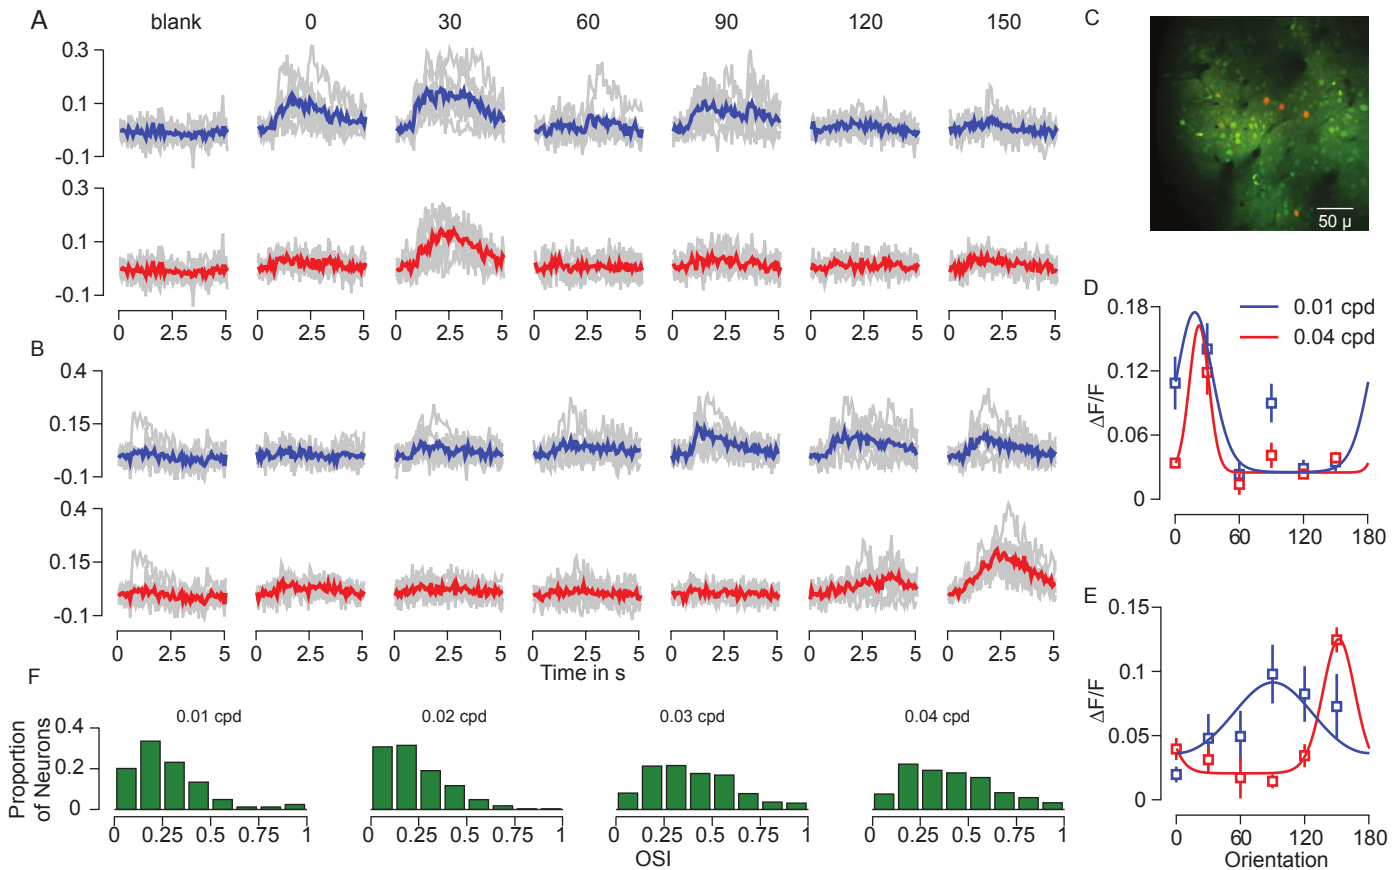 A
blank 0 30 60 90 120 150
0.3
0.1
-0.1
0.3
0.1
-0.1
0 2.5 5 0 2.5 5 0 2.5 5 0 2.5 5 0 2.5 5 0 2.5 5 0 2.5 5
B
0.4
0.15
-0.1
0.4
0.15
-0.1
0 2.5 5 0 2.5 5 0 2.5 5 0 2.5 5 0 2.5 5 0 2.5 5 0 2.5 5
Time in s
C
50 μ
D
0.01 cpd
0.04 cpd
ΔF/F
0.18
0.12
0.06
0
0 60 120 180
E
ΔF/F
0.15
0.1
0.05
0
0 60 120 180
Orientation
F
Proportion
of Neurons
0.01 cpd 0.02 cpd 0.03 cpd 0.04 cpd
0.4
0.2
0
0 0.25 0.5 0.75 1 0 0.25 0.5 0.75 1 0 0.25 0.5 0.75 1 0 0.25 0.5 0.75 1
OSI